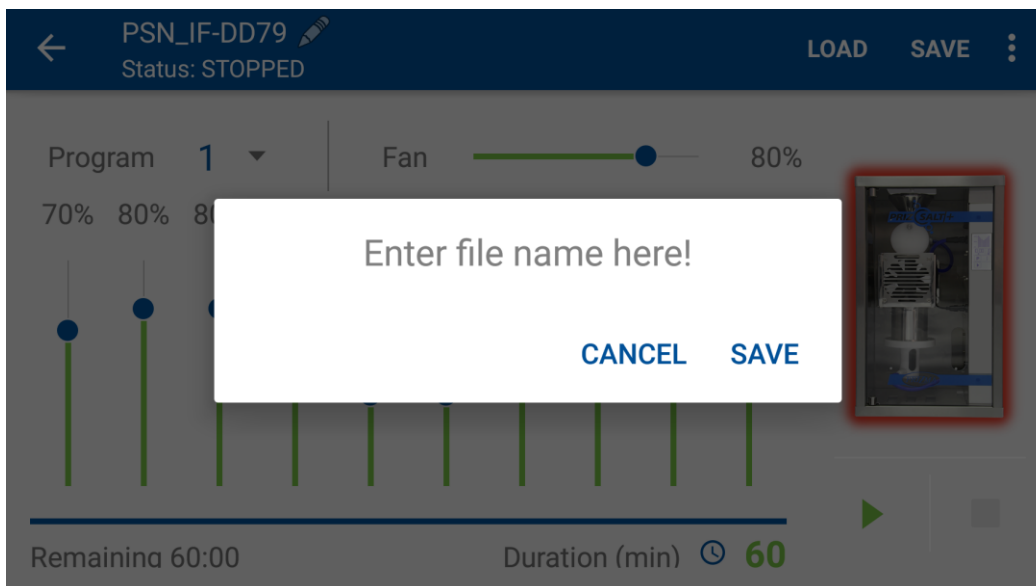 PSN_IF-DD79
Status: STOPPED
LOAD SAVE
Program 1
Fan 80%
70% 80%
Enter file name here!
CANCEL SAVE
Remaining 60:00
Duration (min) 60